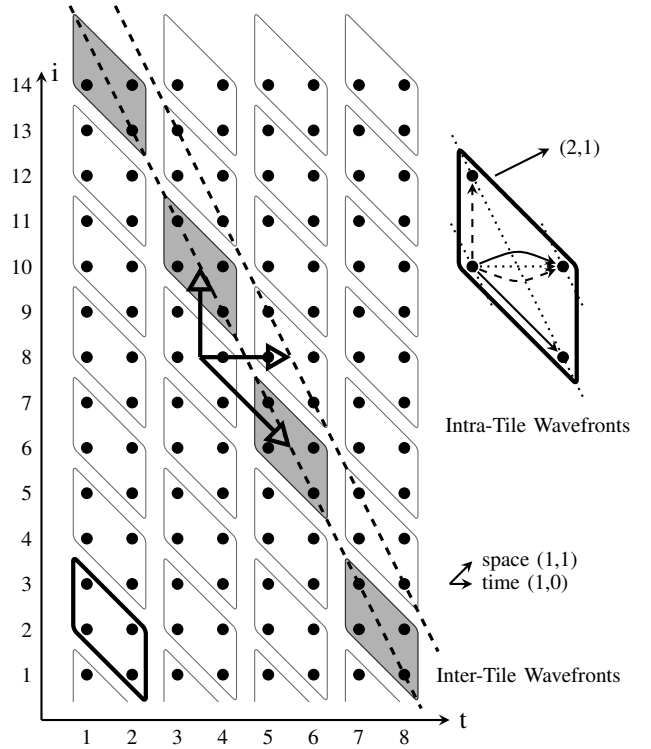 i
14
13
12
11
10
9
8
7
6
5
4
3
2
1
1 2 3 4 5 6 7 8
t
(2,1)
Intra-Tile Wavefronts
space (1,1)
time (1,0)
Inter-Tile Wavefronts